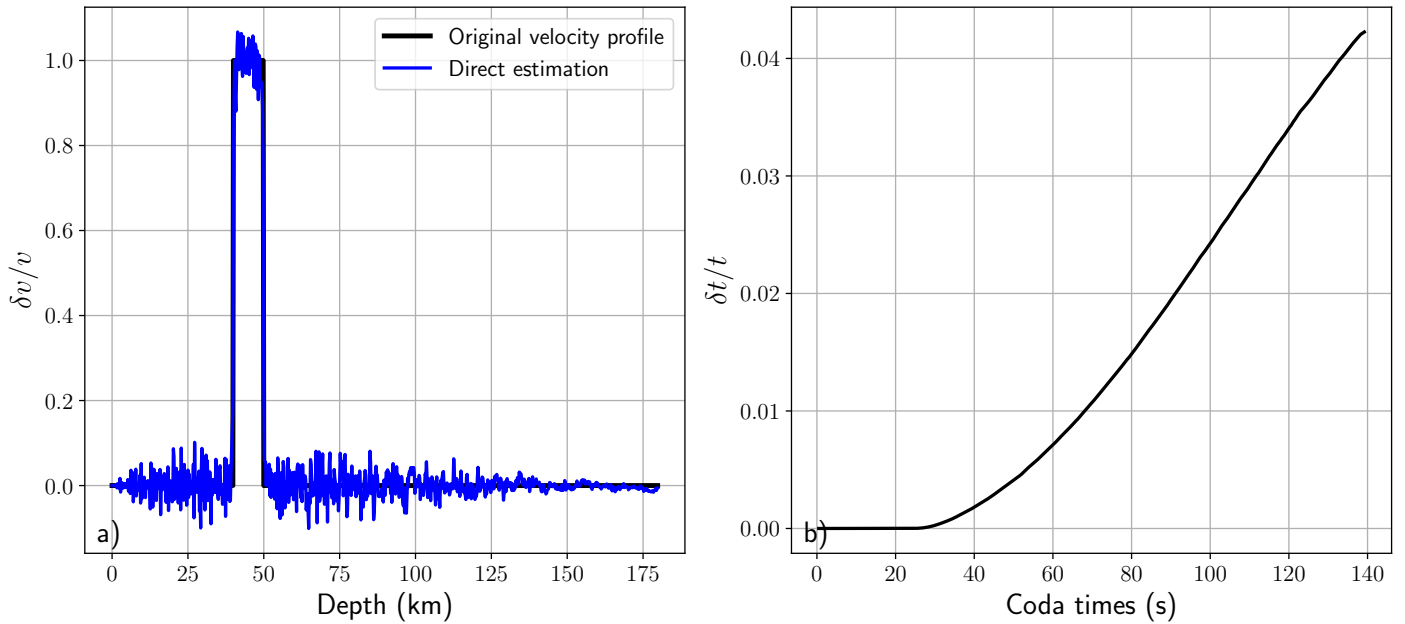 Original velocity profile
Direct estimation
1.0
0.8
0.6
0.4
0.2
0.0
δv/v
a)
0 25 50 75 100 125 150 175
Depth (km)
0.04
0.03
0.02
0.01
0.00
δt/t
b)
0 20 40 60 80 100 120 140
Coda times (s)